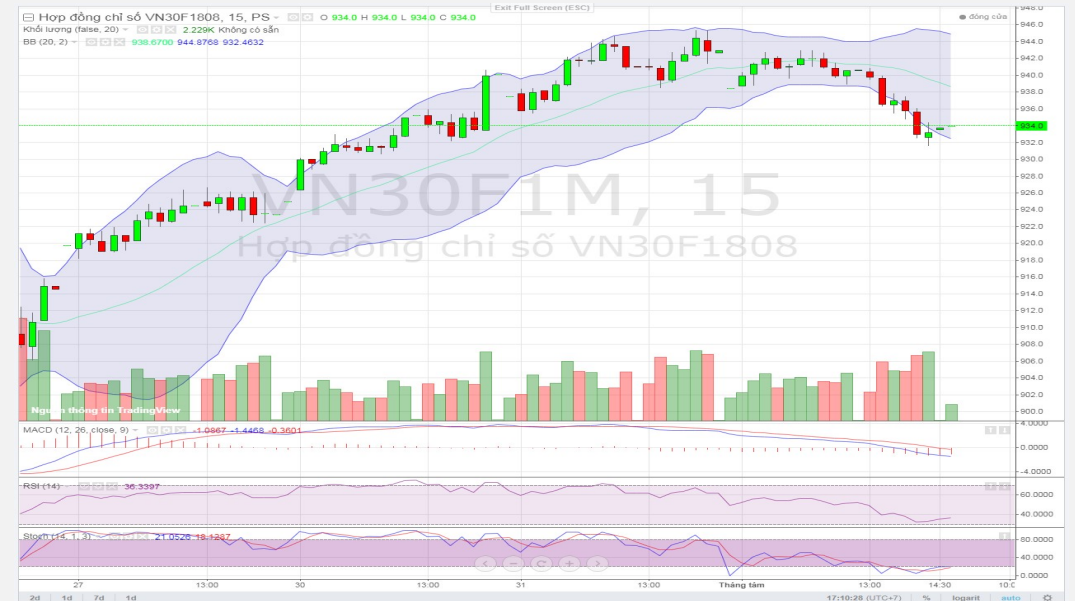 Exit Full Screen (ESC)
Hợp đồng chỉ số VN30F1808, 15, PS O 934.0 H 934.0 L 934.0 C 934.0
đóng cửa
Khối lượng (false, 20) 2.229K Không có sẵn
BB (20, 2) 938.6700 944.8768 932.4632
948.0
946.0
944.0
942.0
940.0
938.0
936.0
934.0
932.0
930.0
928.0
926.0
924.0
922.0
920.0
918.0
916.0
914.0
912.0
910.0
908.0
906.0
904.0
902.0
900.0
VN30F1M, 15
Hợp đồng chỉ số VN30F1808
Nguồn thông tin TradingView
MACD (12, 26, close, 9) -1.0867 -1.4468 -0.3601
4.0000
0.0000
-4.0000
RSI (14) 36.3397
60.0000
40.0000
Stoch (14, 1, 3) 21.0526 18.1287
80.0000
40.0000
0.0000
27 13:00 30 13:00 31 13:00 Tháng tám 13:00 14:30 10:0
2d 1d 7d 1d 17:10:28 (UTC+7) % logarit auto